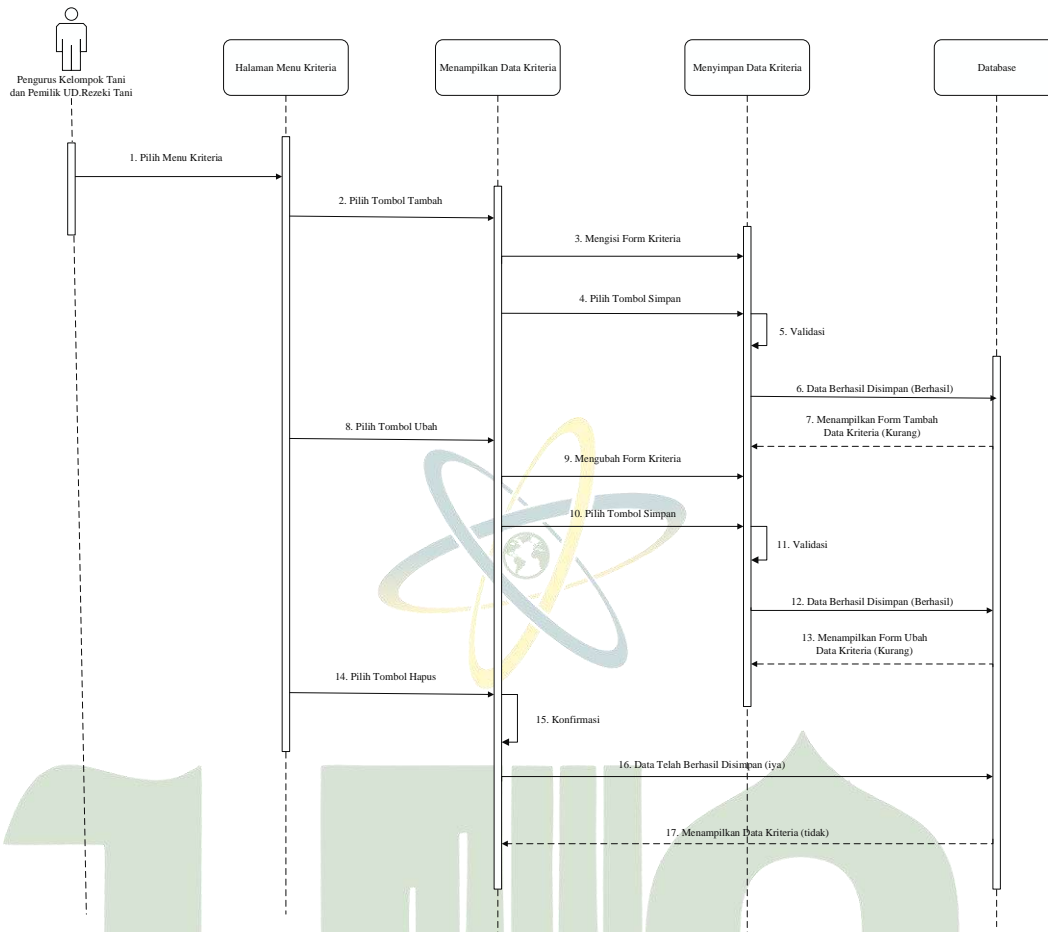 Pengurus Kelompok Tani
dan Pemilik UD.Rezeki Tani
Halaman Menu Kriteria
Menampilkan Data Kriteria
Menyimpan Data Kriteria
Database
1. Pilih Menu Kriteria
2. Pilih Tombol Tambah
3. Mengisi Form Kriteria
4. Pilih Tombol Simpan
5. Validasi
6. Data Berhasil Disimpan (Berhasil)
7. Menampilkan Form Tambah
Data Kriteria (Kurang)
8. Pilih Tombol Ubah
9. Mengubah Form Kriteria
10. Pilih Tombol Simpan
11. Validasi
12. Data Berhasil Disimpan (Berhasil)
13. Menampilkan Form Ubah
Data Kriteria (Kurang)
14. Pilih Tombol Hapus
15. Konfirmasi
16. Data Telah Berhasil Disimpan (iya)
17. Menampilkan Data Kriteria (tidak)